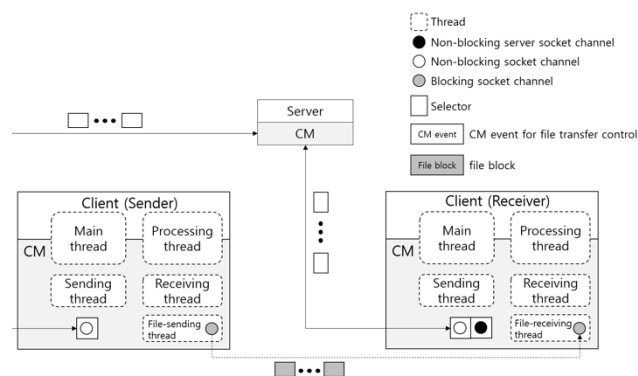 Thread
Non-blocking server socket channel
Non-blocking socket channel
Blocking socket channel
Selector
CM event CM event for file transfer control
File block file block
Server
CM
Client (Sender)
Main
thread
Processing
thread
CM
Sending
thread
Receiving
thread
File-sending
thread
Client (Receiver)
Main
thread
Processing
thread
CM
Sending
thread
Receiving
thread
File-receiving
thread